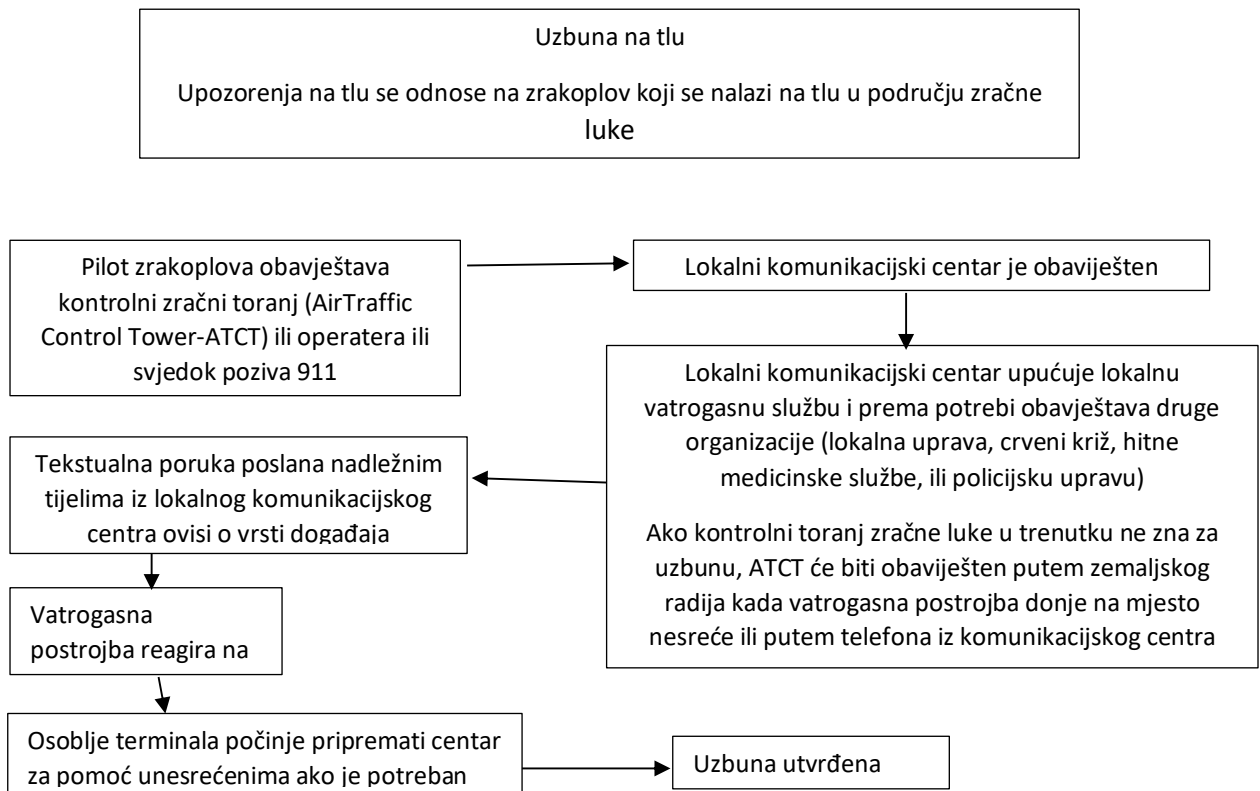 Uzbuna na tlu
Upozorenja na tlu se odnose na zrakoplov koji se nalazi na tlu u području zračne
luke
Pilot zrakoplova obavještava
kontrolni zračni toranj (AirTraffic
Control Tower-ATCT) ili operatera ili
svjedok poziva 911
Lokalni komunikacijski centar je obaviješten
Lokalni komunikacijski centar upućuje lokalnu
vatrogasnu službu i prema potrebi obavještava druge
organizacije (lokalna uprava, crveni križ, hitne
medicinske službe, ili policijsku upravu)
Ako kontrolni toranj zračne luke u trenutku ne zna za
uzbunu, ATCT će biti obaviješten putem zemaljskog
radija kada vatrogasna postrojba donje na mjesto
nesreće ili putem telefona iz komunikacijskog centra
Tekstualna poruka poslana nadležnim
tijelima iz lokalnog komunikacijskog
centra ovisi o vrsti događaja
Vatrogasna
postrojba reagira na
Osoblje terminala počinje pripremati centar
za pomoć unesrećenima ako je potreban
Uzbuna utvrđena